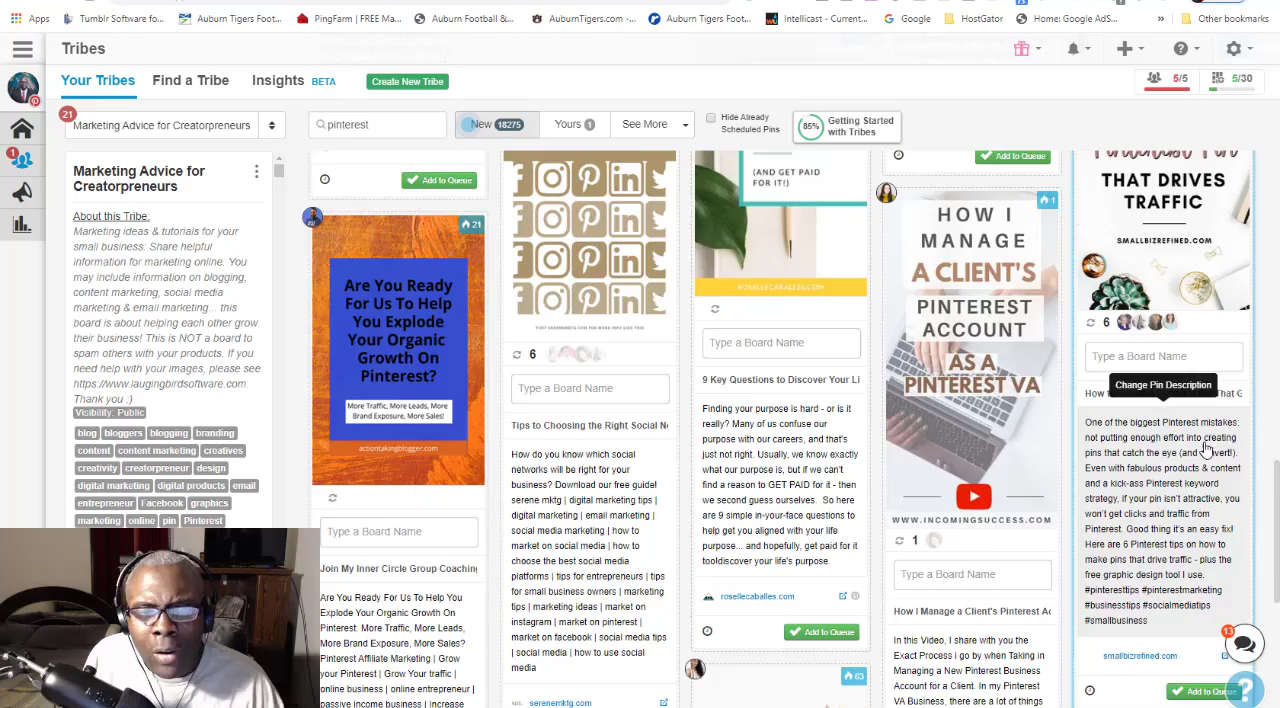 Apps
Tumblr Software fo...
Auburn Tigers Foot...
PingFarm | FREE Ma...
Auburn Football &...
AuburnTigers.com -...
Auburn Tigers Foot...
Intellicast - Current...
Google
HostGator
Home: Google AdS...
»
Other bookmarks
Tribes
Your Tribes
Find a Tribe
Insights BETA
Create New Tribe
5/5
5/30
21
Marketing Advice for Creatorpreneurs
pinterest
New 18275
Yours 1
See More
Hide Already
Scheduled Pins
85%
Getting Started
with Tribes
1
Marketing Advice for
Creatorpreneurs
About this Tribe:
Marketing ideas & tutorials for your
small business: Share helpful
information for marketing online. You
may include information on blogging,
content marketing, social media
marketing & email marketing... this
board is about helping each other grow
their business! This is NOT a board to
spam others with your products. If you
need help with your images, please see
https://www.laugingbirdsoftware.com.
Thank you :)
Visibility: Public
blog bloggers blogging branding
content content marketing creatives
creativity creatorpreneur design
digital marketing digital products email
entrepreneur Facebook graphics
marketing online pin Pinterest
Add to Queue
21
Are You Ready
For Us To Help
You Explode
Your Organic
Growth On
Pinterest?
More Traffic, More Leads, More
Brand Exposure, More Sales!
actiontakingblogger.com
Type a Board Name
Join My Inner Circle Group Coaching
Are You Ready For Us To Help You
Explode Your Organic Growth On
Pinterest: More Traffic, More Leads,
More Brand Exposure, More Sales!
Pinterest Affiliate Marketing | Grow
your Pinterest | Grow Your traffic |
online business | online entrepreneur |
passive income business | increase
VISIT SERENEMKTG.COM FOR MORE INFO LIKE THIS
6
Type a Board Name
Tips to Choosing the Right Social Ne
How do you know which social
networks will be right for your
business? Download our free guide!
serene mktg | digital marketing tips |
digital marketing | email marketing |
social media marketing | how to
market on social media | how to
choose the best social media
platforms | tips for entrepreneurs | tips
for small business owners | marketing
tips | marketing ideas | market on
instagram | market on pinterest |
market on facebook | social media tips
| social media | how to use social
media
serenemktg.com
(AND GET PAID
FOR IT!)
ROSELLECABALLES.COM
Type a Board Name
9 Key Questions to Discover Your Li
Finding your purpose is hard - or is it
really? Many of us confuse our
purpose with our careers, and that's
just not right. Usually, we know exactly
what our purpose is, but if we can't
find a reason to GET PAID for it - then
we second guess ourselves. So here
are 9 simple in-your-face questions to
help get you aligned with your life
purpose... and hopefully, get paid for it
tooldiscover your life's purpose.
rosellecaballes.com
Add to Queue
63
Add to Queue
1
HOW I
MANAGE
A CLIENT'S
PINTEREST
ACCOUNT
AS A
PINTEREST VA
WWW.INCOMINGSUCCESS.COM
1
Type a Board Name
How I Manage a Client's Pinterest Ac
In this Video, I share with you the
Exact Process i go by when Taking in
Managing a New Pinterest Business
Account for a Client. In my Pinterest
VA Business, there are a lot of things
THAT DRIVES
TRAFFIC
SMALLBIZREFINED.COM
6
Type a Board Name
Change Pin Description
One of the biggest Pinterest mistakes:
not putting enough effort into creating
pins that catch the eye (and convert!).
Even with fabulous products & content
and a kick-ass Pinterest keyword
strategy, if your pin isn't attractive, you
won't get clicks and traffic from
Pinterest. Good thing it's an easy fix!
Here are 6 Pinterest tips on how to
make pins that drive traffic - plus the
free graphic design tool I use.
#pinteresttips #pinterestmarketing
#businesstips #socialmediatips
#smallbusiness
smallbizrefined.com
13
Add to Queue